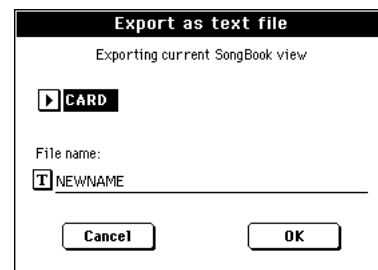 Export as text file
Exporting current SongBook view
CARD
File name:
T NEWNAME
Cancel OK